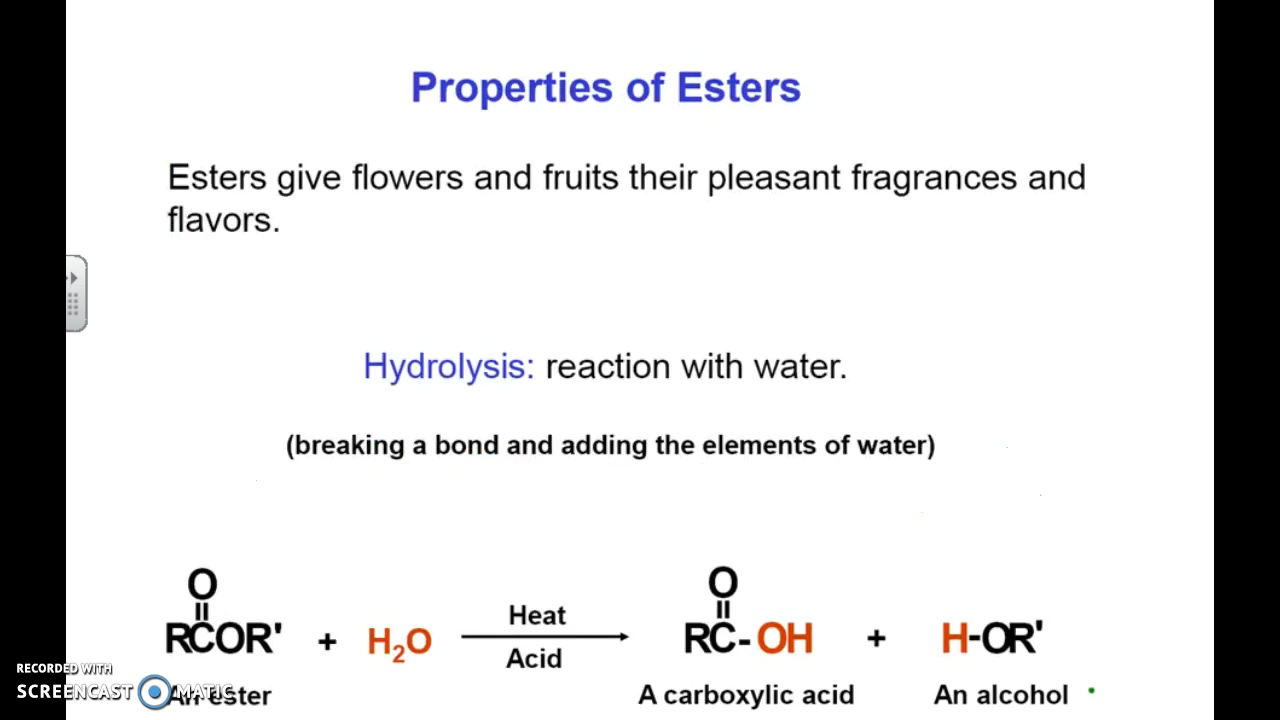 Properties of Esters
Esters give flowers and fruits their pleasant fragrances and
flavors.
Hydrolysis: reaction with water.
(breaking a bond and adding the elements of water)
O
||
RCOR' + H₂O
Heat
Acid
O
||
RC-OH + H-OR'
An ester
A carboxylic acid
An alcohol
RECORDED WITH
SCREENCAST MATIC